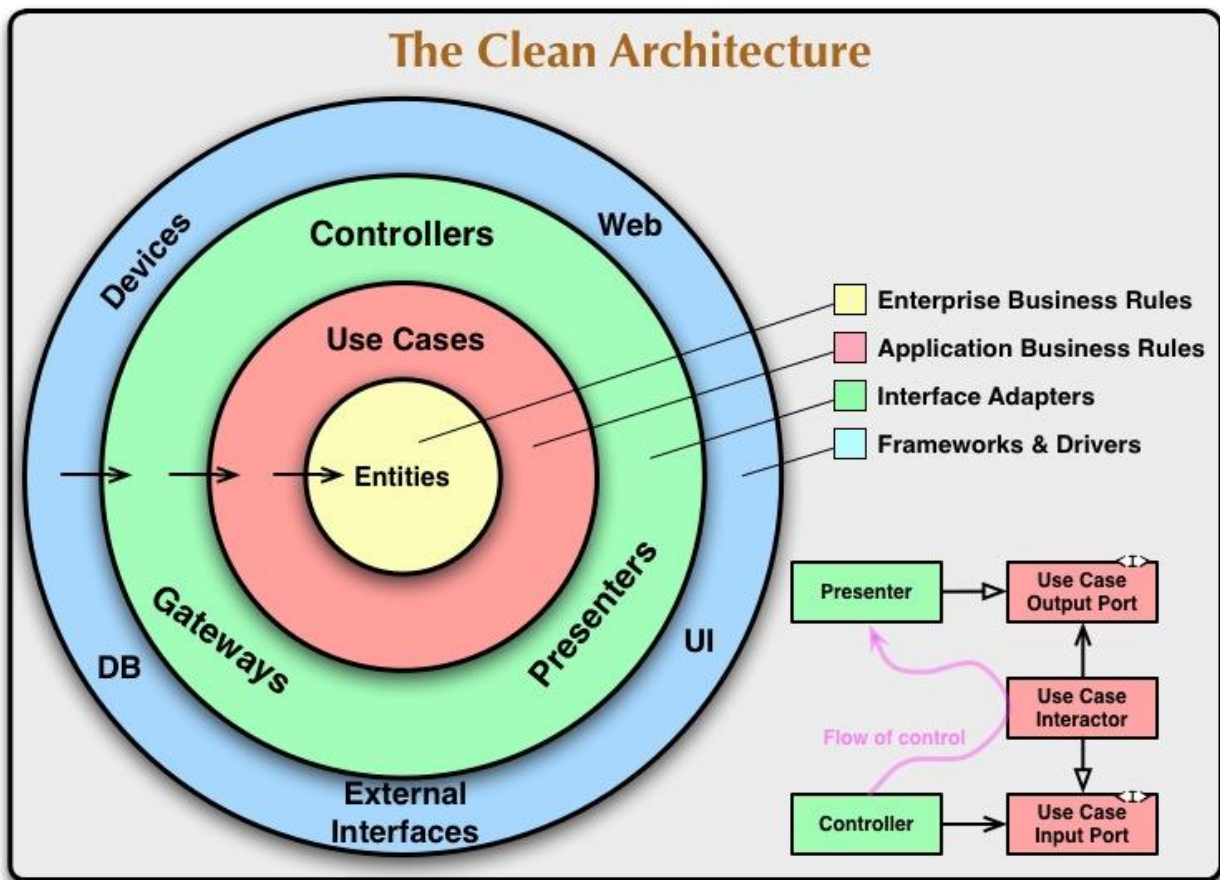 The Clean Architecture
Devices
Controllers
Web
Use Cases
Entities
Gateways
Presenters
DB
UI
External
Interfaces
Enterprise Business Rules
Application Business Rules
Interface Adapters
Frameworks & Drivers
Presenter
<I>
Use Case
Output Port
Use Case
Interactor
Flow of control
Controller
<I>
Use Case
Input Port